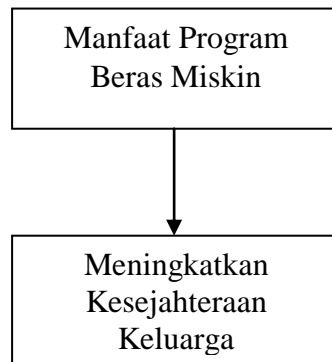 Manfaat Program
Beras Miskin
Meningkatkan
Kesejahteraan
Keluarga